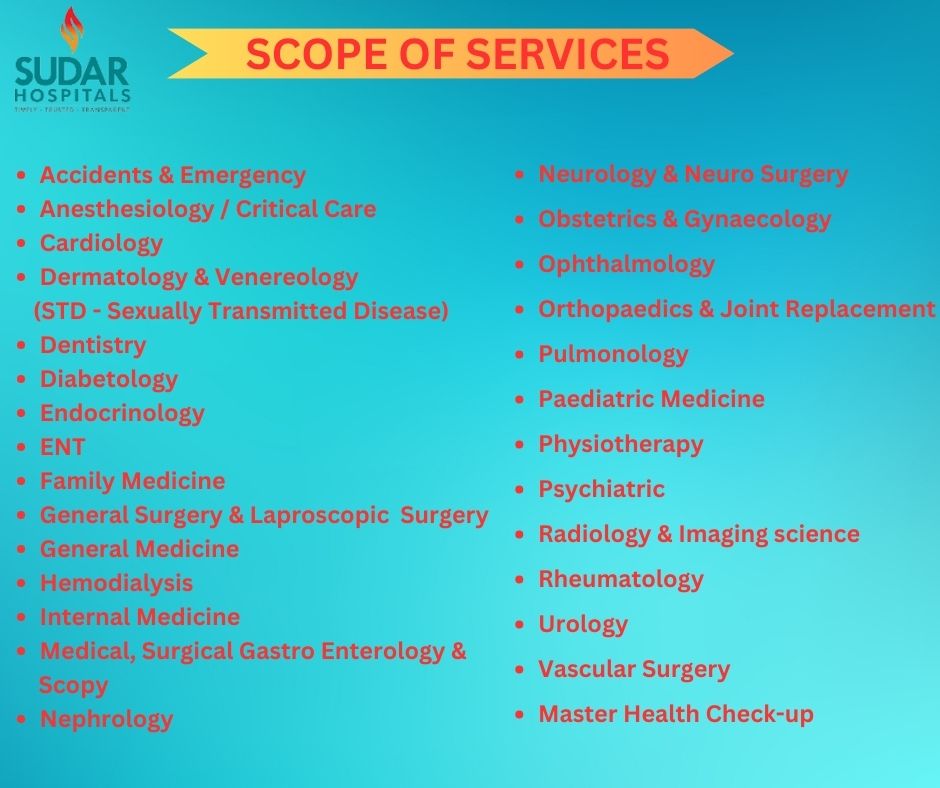 SUDAR
HOSPITALS
TIMELY - TRUSTED - TRANSPARENT
SCOPE OF SERVICES
• Accidents & Emergency
• Anesthesiology / Critical Care
• Cardiology
• Dermatology & Venereology
(STD - Sexually Transmitted Disease)
• Dentistry
• Diabetology
• Endocrinology
• ENT
• Family Medicine
• General Surgery & Laproscopic  Surgery
• General Medicine
• Hemodialysis
• Internal Medicine
• Medical, Surgical Gastro Enterology &
Scopy
• Nephrology
• Neurology & Neuro Surgery
• Obstetrics & Gynaecology
• Ophthalmology
• Orthopaedics & Joint Replacement
• Pulmonology
• Paediatric Medicine
• Physiotherapy
• Psychiatric
• Radiology & Imaging science
• Rheumatology
• Urology
• Vascular Surgery
• Master Health Check-up